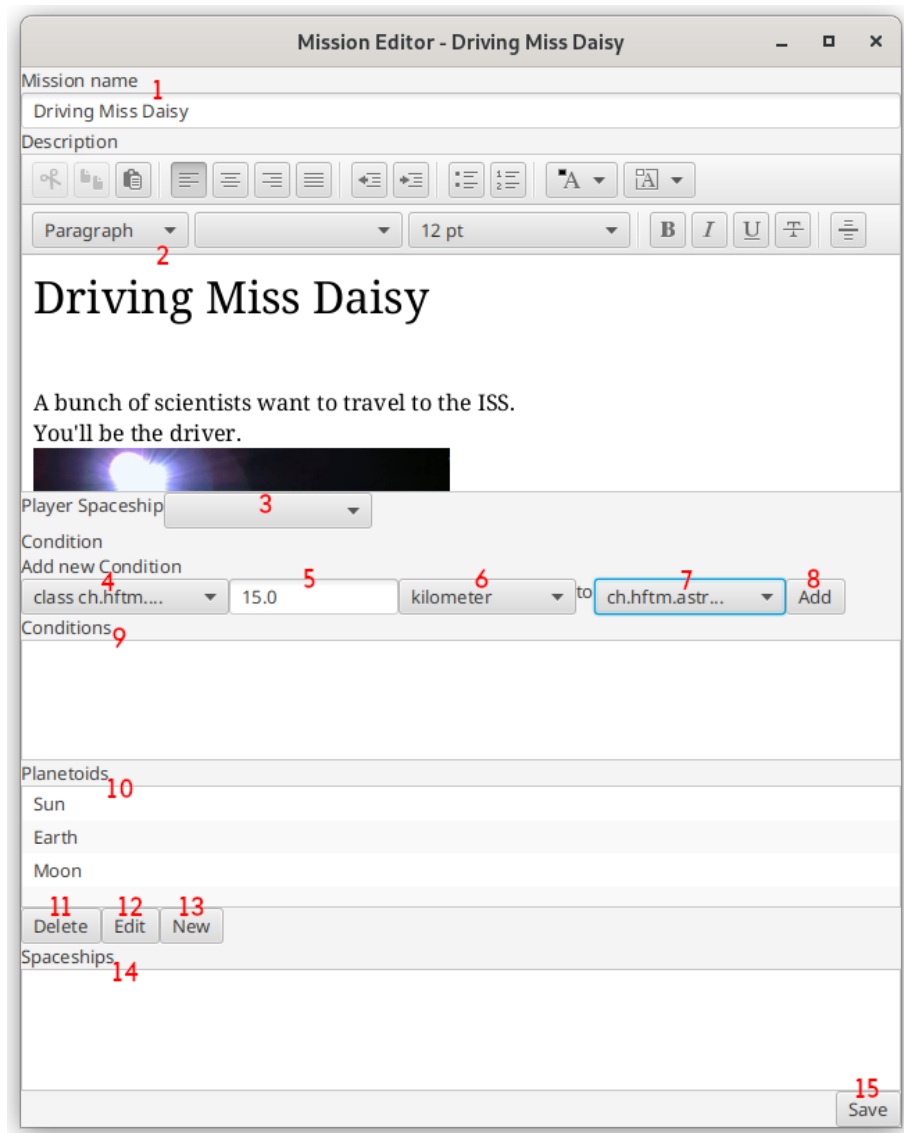 Mission Editor - Driving Miss Daisy
Mission name 1
Driving Miss Daisy
Description
A A
Paragraph 12 pt B I U T
2
Driving Miss Daisy
A bunch of scientists want to travel to the ISS.
You'll be the driver.
Player Spaceship 3
Condition
Add new Condition
4 5 6 7 8
class ch.hftm.... 15.0 kilometer to ch.hftm.astr... Add
Conditions 9
Planetoids 10
Sun
Earth
Moon
11 12 13
Delete Edit New
Spaceships 14
15
Save